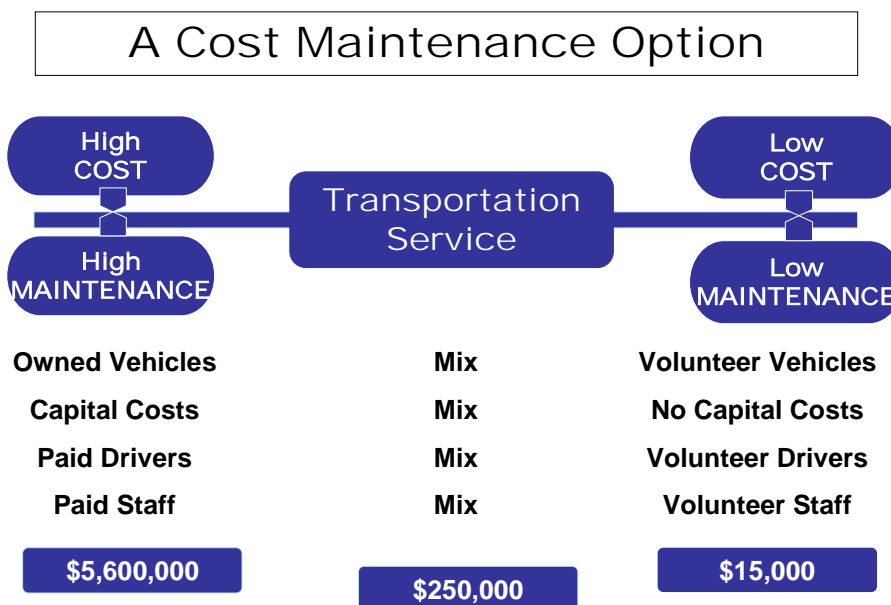 A Cost Maintenance Option
High
COST
Low
COST
Transportation
Service
High
MAINTENANCE
Low
MAINTENANCE
Owned Vehicles
Mix
Volunteer Vehicles
Capital Costs
Mix
No Capital Costs
Paid Drivers
Mix
Volunteer Drivers
Paid Staff
Mix
Volunteer Staff
$5,600,000
$250,000
$15,000